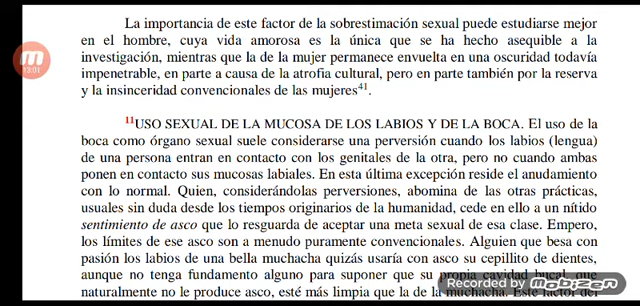 La importancia de este factor de la sobrestimación sexual puede estudiarse mejor
en el hombre, cuya vida amorosa es la única que se ha hecho asequible a la
investigación, mientras que la de la mujer permanece envuelta en una oscuridad todavía
impenetrable, en parte a causa de la atrofia cultural, pero en parte también por la reserva
y la insinceridad convencionales de las mujeres41.
13:01
11USO SEXUAL DE LA MUCOSA DE LOS LABIOS Y DE LA BOCA. El uso de la
boca como órgano sexual suele considerarse una perversión cuando los labios (lengua)
de una persona entran en contacto con los genitales de la otra, pero no cuando ambas
ponen en contacto sus mucosas labiales. En esta última excepción reside el anudamiento
con lo normal. Quien, considerándolas perversiones, abomina de las otras prácticas,
usuales sin duda desde los tiempos originarios de la humanidad, cede en ello a un nítido
sentimiento de asco que lo resguarda de aceptar una meta sexual de esa clase. Empero,
los límites de ese asco son a menudo puramente convencionales. Alguien que besa con
pasión los labios de una bella muchacha quizás usaría con asco su cepillito de dientes,
aunque no tenga fundamento alguno para suponer que su propia cavidad bucal, que
naturalmente no le produce asco, esté más limpia que la de la muchacha. Este factor del
Recorded by mobizen